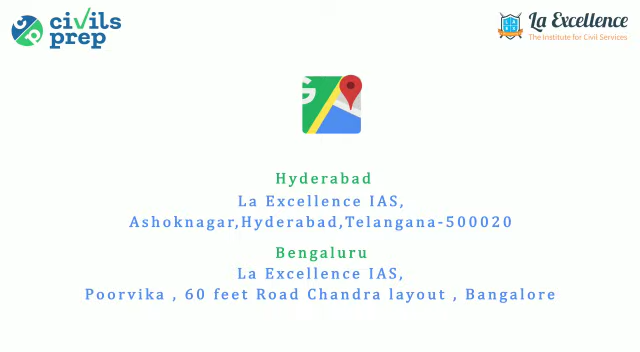 civils
prep
La Excellence
The Institute for Civil Services
Hyderabad
La Excellence IAS,
Ashoknagar,Hyderabad,Telangana-500020
Bengaluru
La Excellence IAS,
Poorvika , 60 feet Road Chandra layout , Bangalore